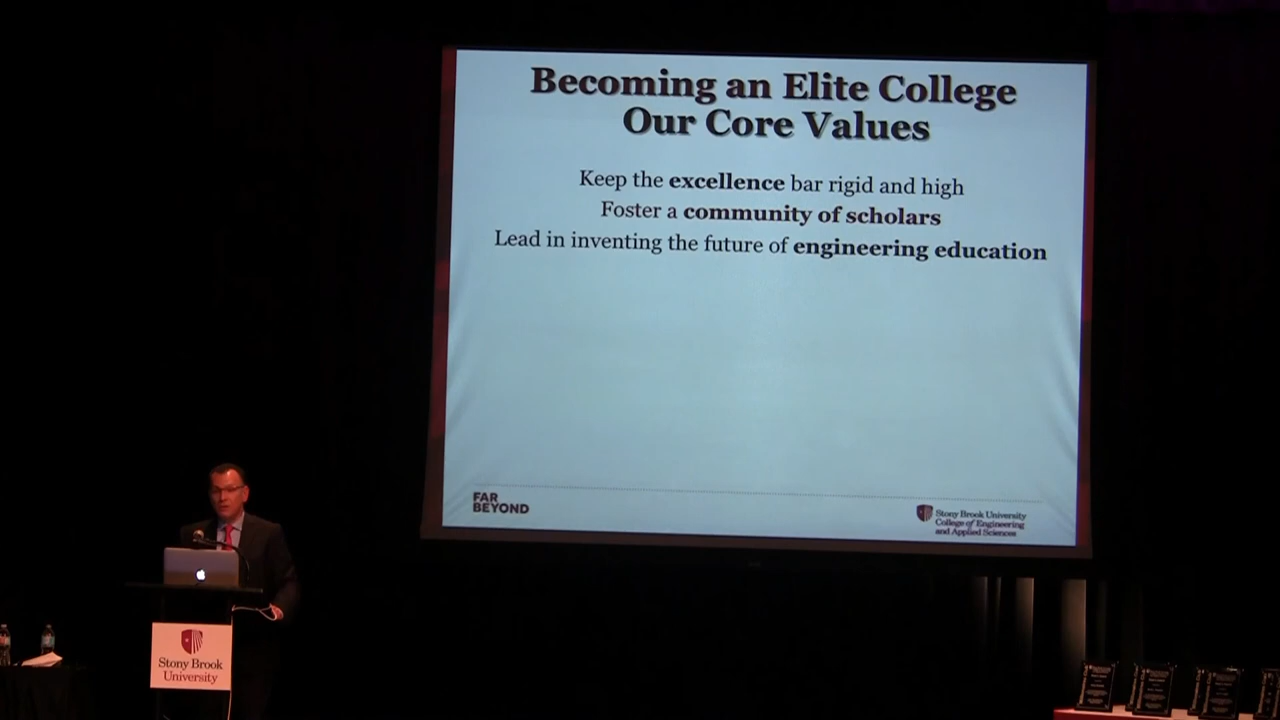 Becoming an Elite College
Our Core Values
Keep the excellence bar rigid and high
Foster a community of scholars
Lead in inventing the future of engineering education
FAR
BEYOND
Stony Brook University
College of Engineering
and Applied Sciences
Stony Brook
University